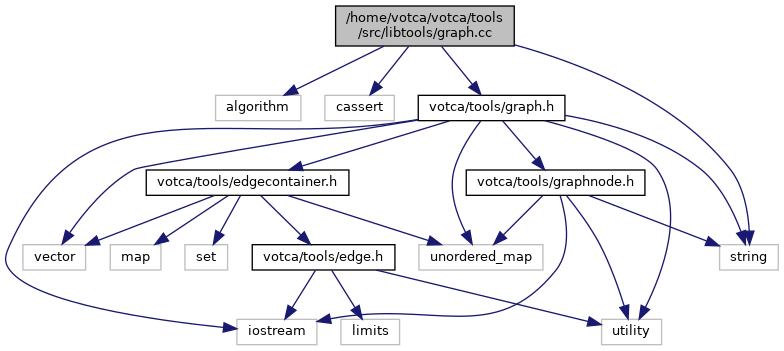 /home/votca/votca/tools
/src/libtools/graph.cc
algorithm
cassert
votca/tools/graph.h
votca/tools/edgecontainer.h
votca/tools/graphnode.h
vector
map
set
votca/tools/edge.h
unordered_map
string
iostream
limits
utility